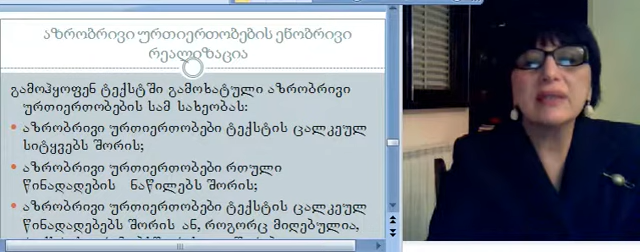 აზრობრივი ურთიერთობების ენობრივი
რეალიზაცია
გამოჰყოფენ ტექსტში გამოხატული აზრობრივი
ურთიერთობების სამ სახეობას:
აზრობრივი ურთიერთობები ტექსტის ცალკეულ
სიტყვებს შორის;
აზრობრივი ურთიერთობები რთული
წინადადების ნაწილებს შორის;
აზრობრივი ურთიერთობები ტექსტის ცალკეულ
წინადადებებს შორის ან, როგორც მიღებულია,